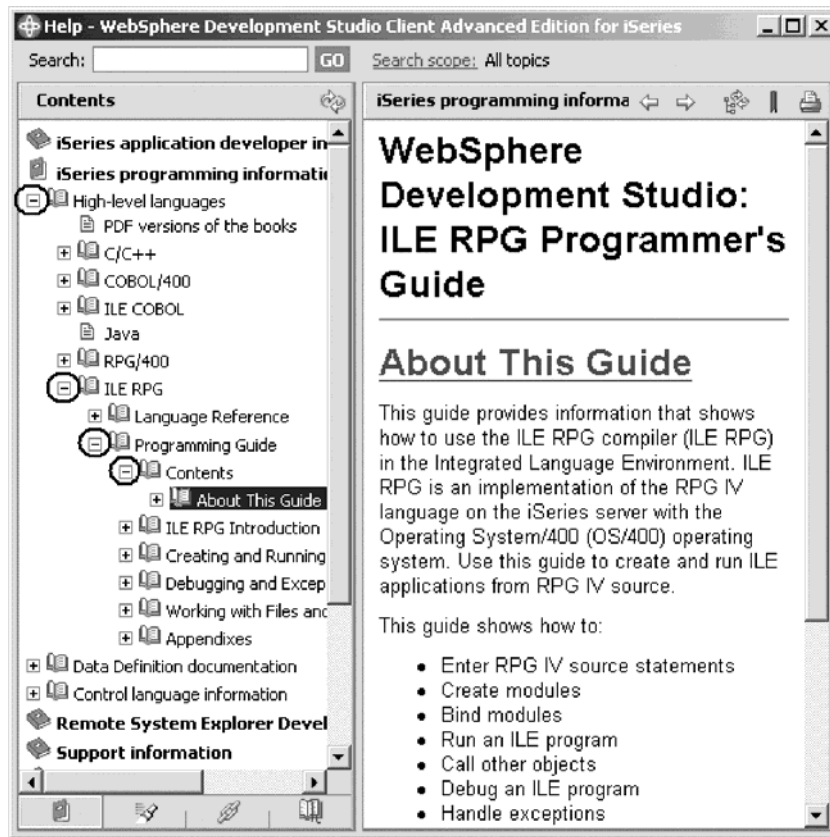 Help - WebSphere Development Studio Client Advanced Edition for iSeries
Search: GO Search scope: All topics
Contents
iSeries application developer in
iSeries programming informati
High-level languages
PDF versions of the books
C/C++
COBOL/400
ILE COBOL
Java
RPG/400
ILE RPG
Language Reference
Programming Guide
Contents
About This Guide
ILE RPG Introduction
Creating and Running
Debugging and Excep
Working with Files and
Appendixes
Data Definition documentation
Control language information
Remote System Explorer Devel
Support information
iSeries programming informa
WebSphere
Development Studio:
ILE RPG Programmer's
Guide
About This Guide
This guide provides information that shows
how to use the ILE RPG compiler (ILE RPG)
in the Integrated Language Environment. ILE
RPG is an implementation of the RPG IV
language on the iSeries server with the
Operating System/400 (OS/400) operating
system. Use this guide to create and run ILE
applications from RPG IV source.
This guide shows how to:
• Enter RPG IV source statements
• Create modules
• Bind modules
• Run an ILE program
• Call other objects
• Debug an ILE program
• Handle exceptions